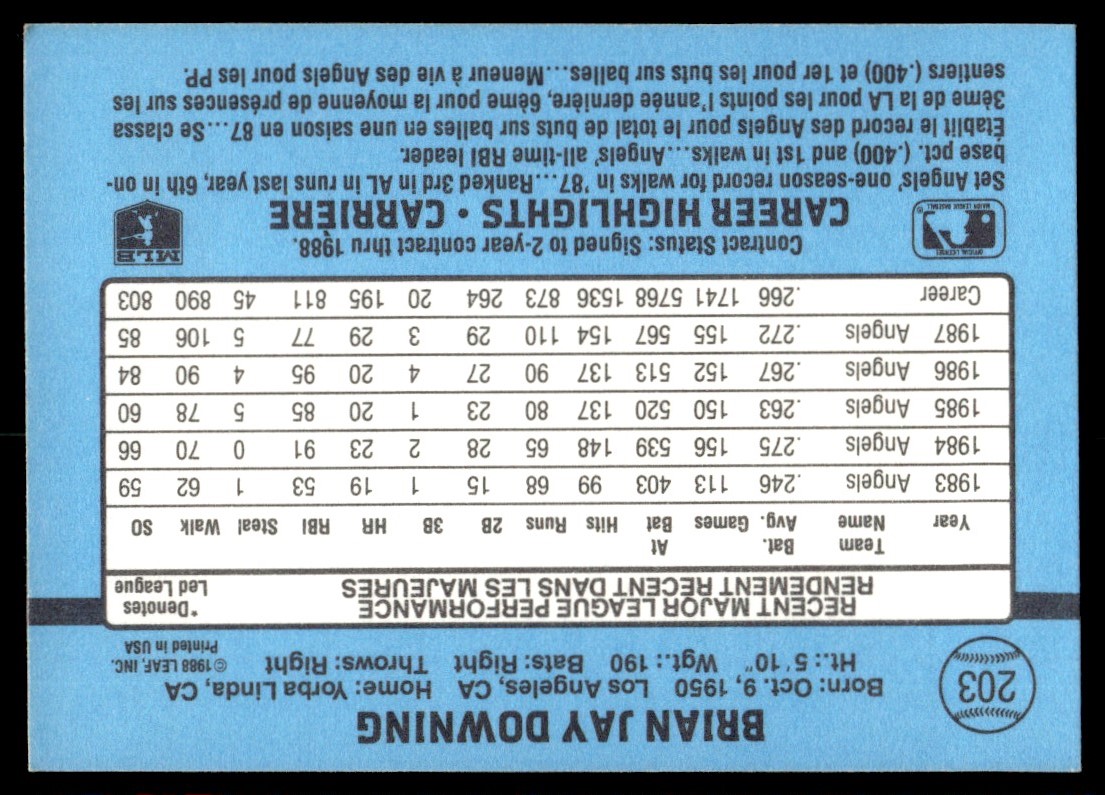 203
BRIAN JAY DOWNING
Born: Oct. 9, 1950 Los Angeles, CA Home: Yorba Linda, CA
Ht.: 5'10" Wgt.: 190 Bats: Right Throws: Right
©1988 LEAF, INC.
Printed in USA
RECENT MAJOR LEAGUE PERFORMANCE
RENDEMENT RECENT DANS LES MAJEURES
*Denotes
Led League
Year Team Name Bat. Avg. Games At Bat Hits Runs 2B 3B HR RBI Steal Walk SO
1983 Angels .246 113 403 99 68 15 1 19 53 1 62 59
1984 Angels .275 156 539 148 65 28 2 23 91 0 70 66
1985 Angels .263 150 520 137 80 23 1 20 85 5 78 60
1986 Angels .267 152 513 137 90 27 4 20 95 4 90 84
1987 Angels .272 155 567 154 110 29 3 29 77 5 106 85
Career .266 1741 5768 1536 873 264 20 195 811 45 890 803
Contract Status: Signed to 2-year contract thru 1988.
CAREER HIGHLIGHTS • CARRIÈRE
OFFICIAL LICENSEE
MAJOR LEAGUE BASEBALL
®
MLB
Set Angels' one-season record for walks in '87...Ranked 3rd in AL in runs last year, 6th in on-
base pct. (.400) and 1st in walks...Angels' all-time RBI leader.
Établit le record des Angels pour le total de buts sur balles en une saison en 87...Se classa
3ème de la LA pour les points l'année dernière, 6ème pour la moyenne de présences sur les
sentiers (.400) et 1er pour les buts sur balles...Meneur à vie des Angels pour les PP.